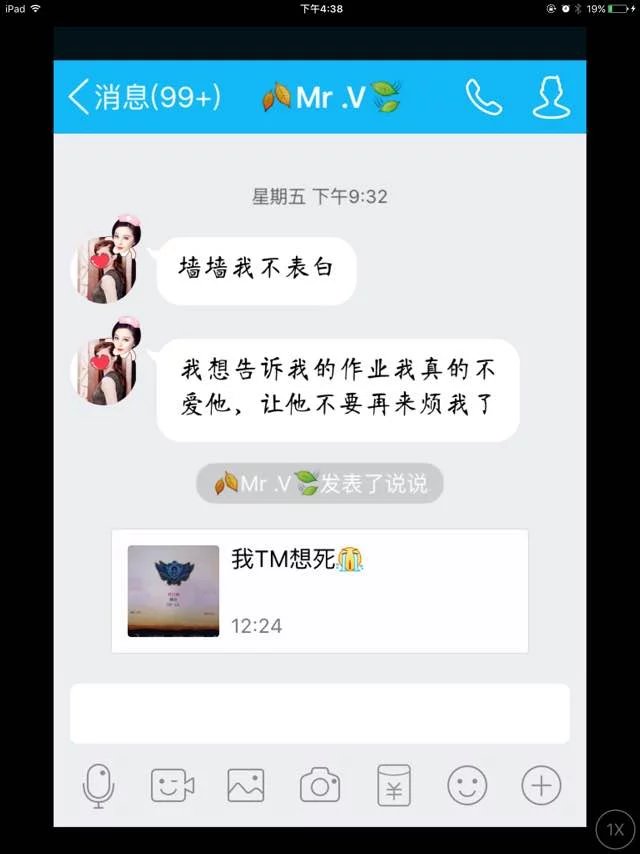 iPad
下午4:38
19%
消息(99+)
Mr .V
星期五 下午9:32
墙墙我不表白
我想告诉我的作业我真的不
爱他，让他不要再来烦我了
Mr .V 发表了说说
我TM想死😭
12:24
1X